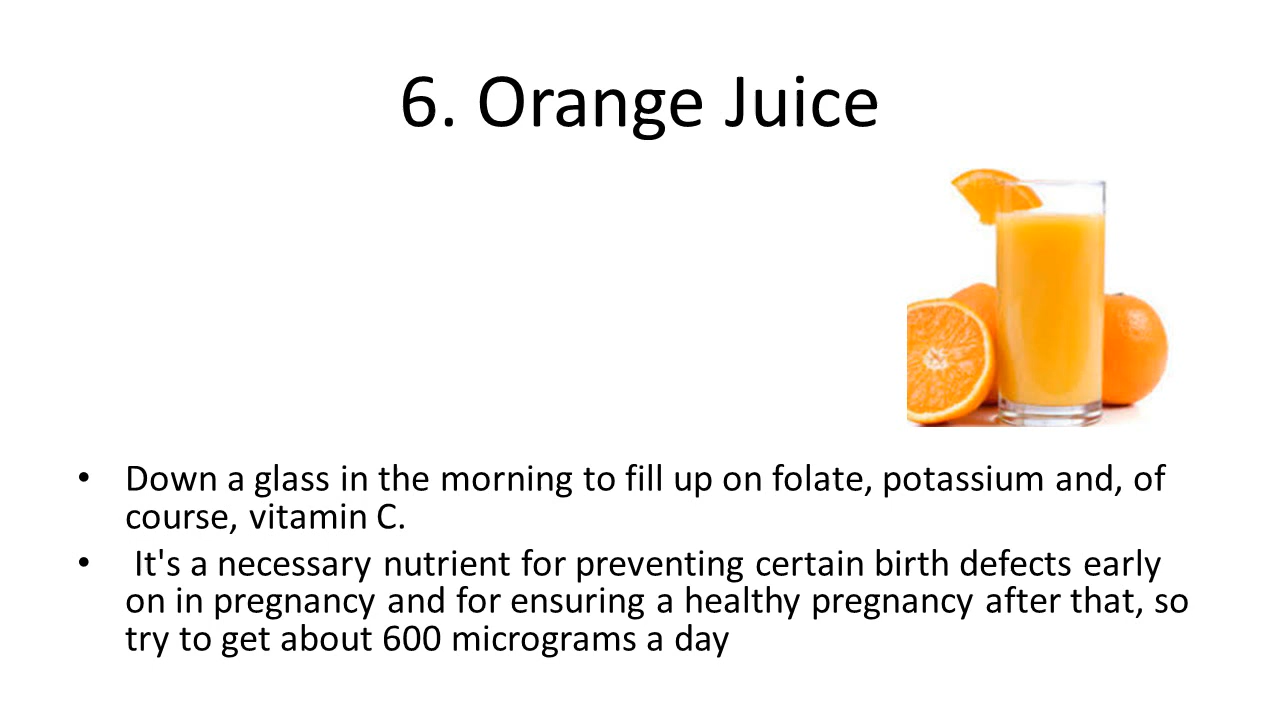 6. Orange Juice
• Down a glass in the morning to fill up on folate, potassium and, of
course, vitamin C.
• It's a necessary nutrient for preventing certain birth defects early
on in pregnancy and for ensuring a healthy pregnancy after that, so
try to get about 600 micrograms a day